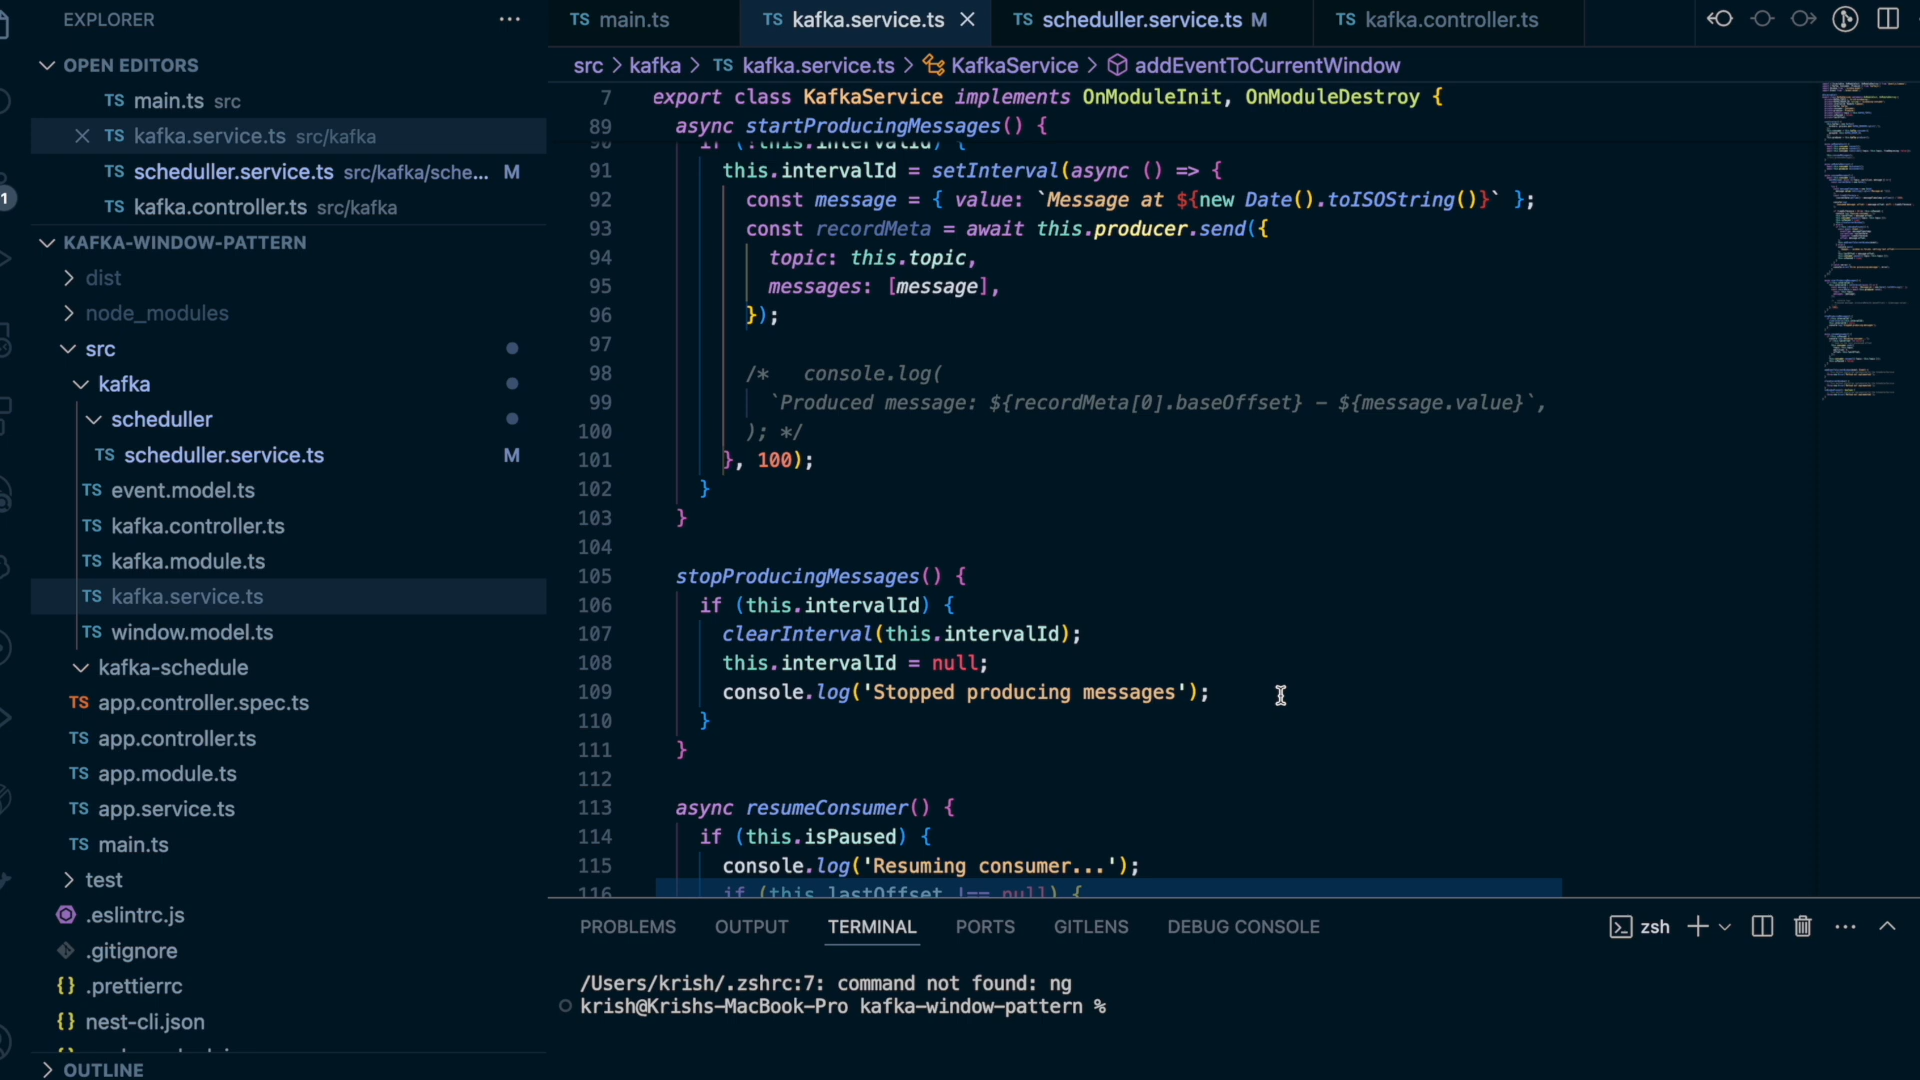 EXPLORER
OPEN EDITORS
TS main.ts src
TS kafka.service.ts src/kafka
TS scheduller.service.ts src/kafka/sche... M
TS kafka.controller.ts src/kafka
1
KAFKA-WINDOW-PATTERN
dist
node_modules
src
kafka
scheduller
TS scheduller.service.ts M
TS event.model.ts
TS kafka.controller.ts
TS kafka.module.ts
TS kafka.service.ts
TS window.model.ts
kafka-schedule
TS app.controller.spec.ts
TS app.controller.ts
TS app.module.ts
TS app.service.ts
TS main.ts
test
.eslintrc.js
.gitignore
{} .prettierrc
{} nest-cli.json
OUTLINE
TS main.ts
TS kafka.service.ts
TS scheduller.service.ts M
TS kafka.controller.ts
src > kafka > TS kafka.service.ts > KafkaService > addEventToCurrentWindow
7 export class KafkaService implements OnModuleInit, OnModuleDestroy {
89 async startProducingMessages() {
90 if (!this.intervalId) {
91 this.intervalId = setInterval(async () => {
92 const message = { value: `Message at ${new Date().toISOString()}` };
93 const recordMeta = await this.producer.send({
94 topic: this.topic,
95 messages: [message],
96 });
97
98 /* console.log(
99 `Produced message: ${recordMeta[0].baseOffset} - ${message.value}`,
100 ); */
101 }, 100);
102 }
103 }
104
105 stopProducingMessages() {
106 if (this.intervalId) {
107 clearInterval(this.intervalId);
108 this.intervalId = null;
109 console.log('Stopped producing messages');
110 }
111 }
112
113 async resumeConsumer() {
114 if (this.isPaused) {
115 console.log('Resuming consumer...');
116 if (this.lastOffset !== null) {
PROBLEMS OUTPUT TERMINAL PORTS GITLENS DEBUG CONSOLE
zsh
/Users/krish/.zshrc:7: command not found: ng
krish@Krishs-MacBook-Pro kafka-window-pattern %